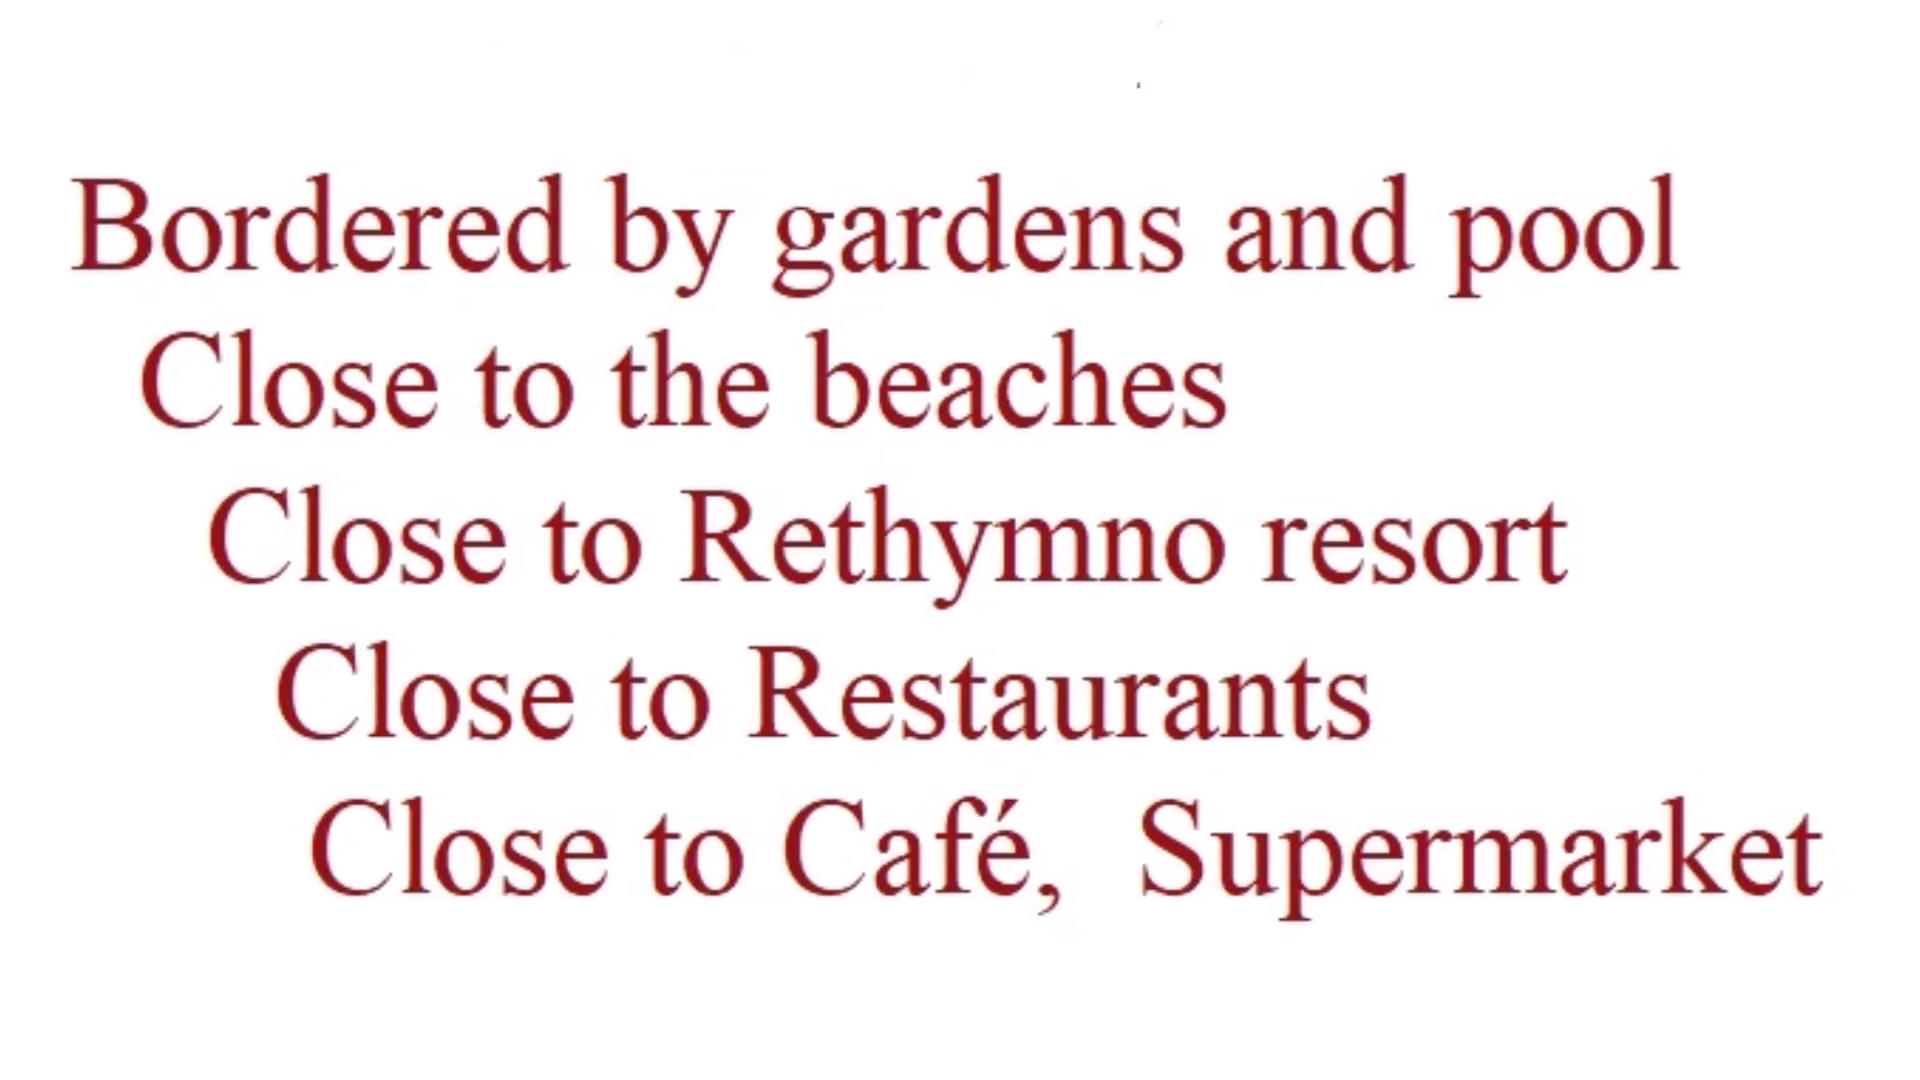 Bordered by gardens and pool
Close to the beaches
Close to Rethymno resort
Close to Restaurants
Close to Café,  Supermarket